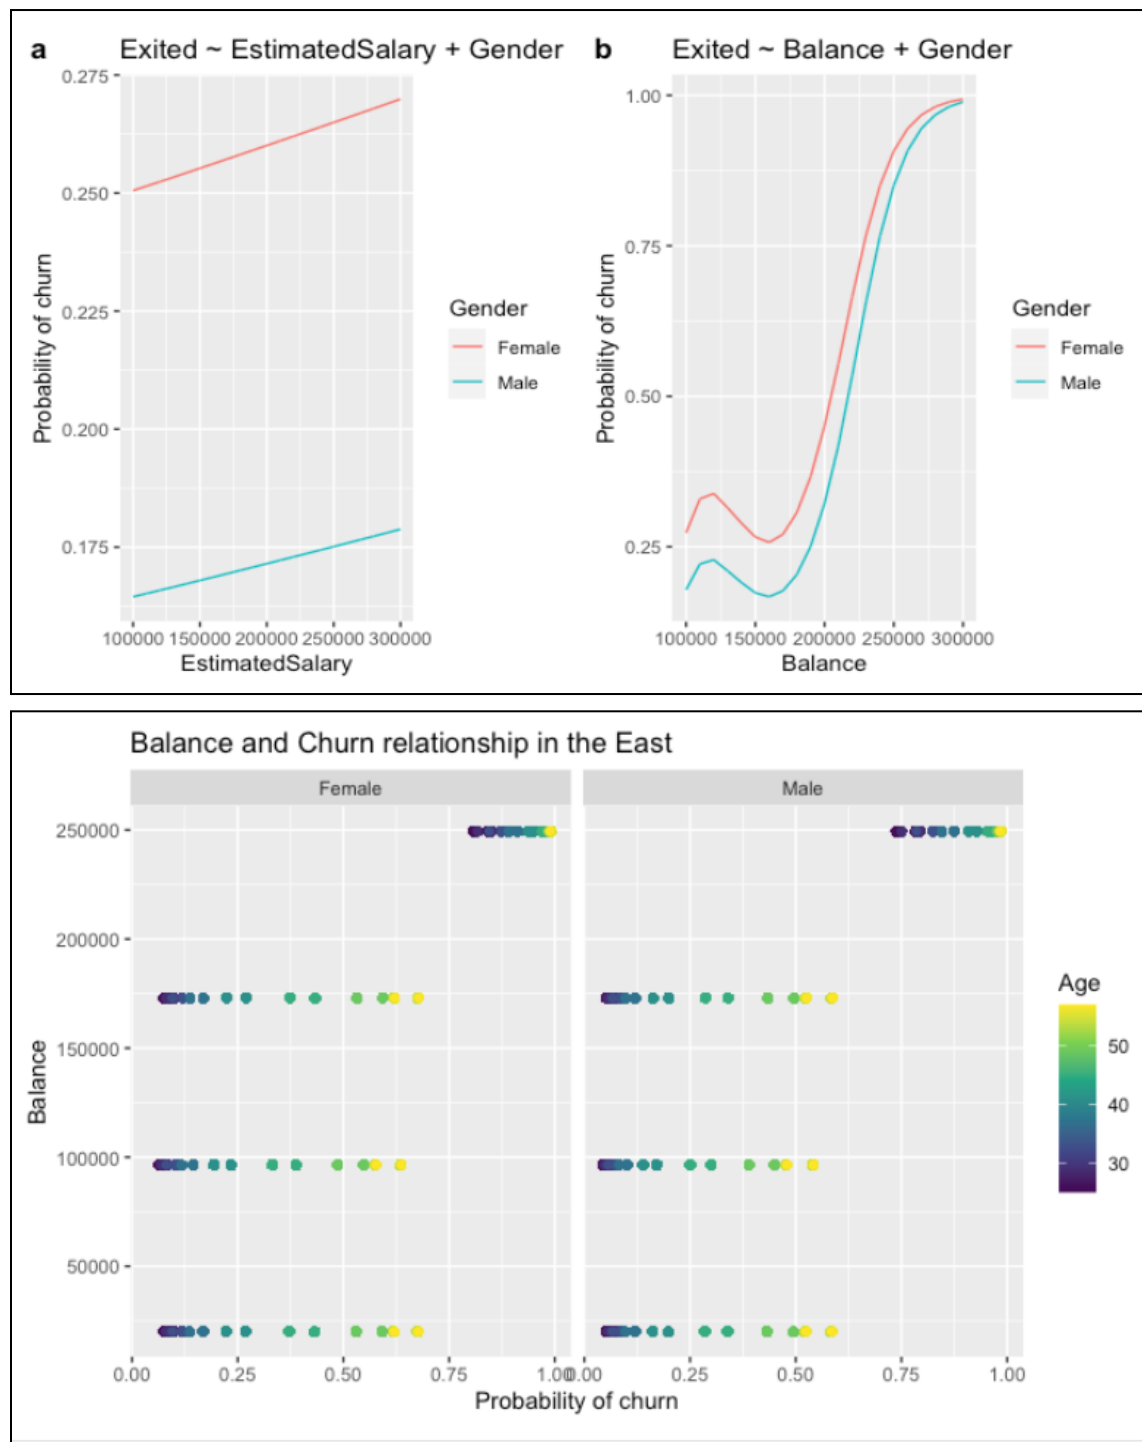 a Exited ~ EstimatedSalary + Gender
0.275
0.250
0.225
0.200
0.175
Probability of churn
100000 150000 200000 250000 300000
EstimatedSalary
Gender
Female
Male
b Exited ~ Balance + Gender
1.00
0.75
0.50
0.25
Probability of churn
100000 150000 200000 250000 300000
Balance
Gender
Female
Male
Balance and Churn relationship in the East
Female
Male
250000
200000
150000
100000
50000
Balance
0.00 0.25 0.50 0.75 1.00
0.00 0.25 0.50 0.75 1.00
Probability of churn
Age
50
40
30